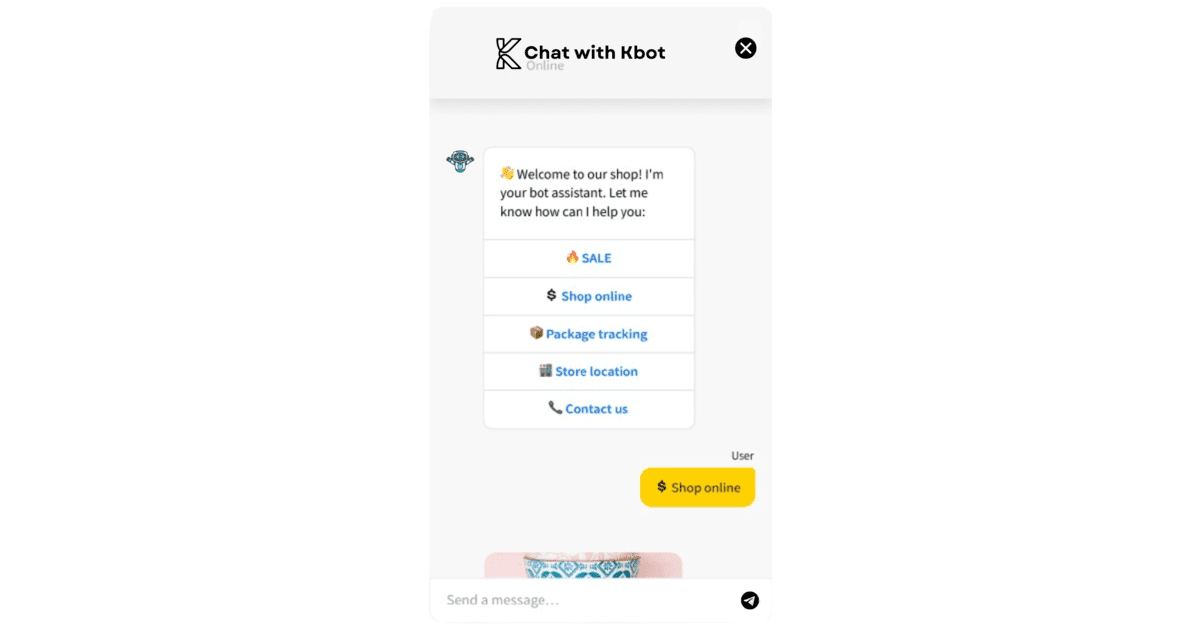 Chat with Kbot
Online
👋 Welcome to our shop! I'm
your bot assistant. Let me
know how can I help you:
🔥 SALE
$ Shop online
📦 Package tracking
🏬 Store location
📞 Contact us
User
$ Shop online
Send a message...